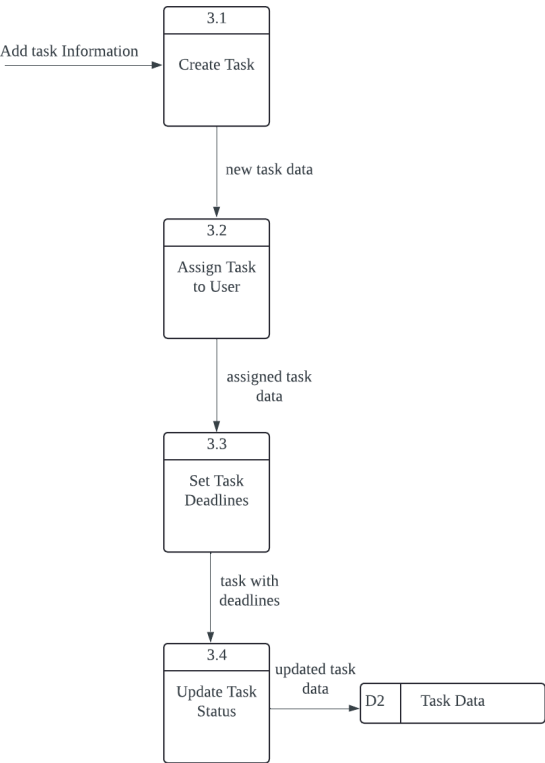 3.1
Add task Information
Create Task
new task data
3.2
Assign Task
to User
assigned task
data
3.3
Set Task
Deadlines
task with
deadlines
3.4
Update Task
Status
updated task
data
D2
Task Data